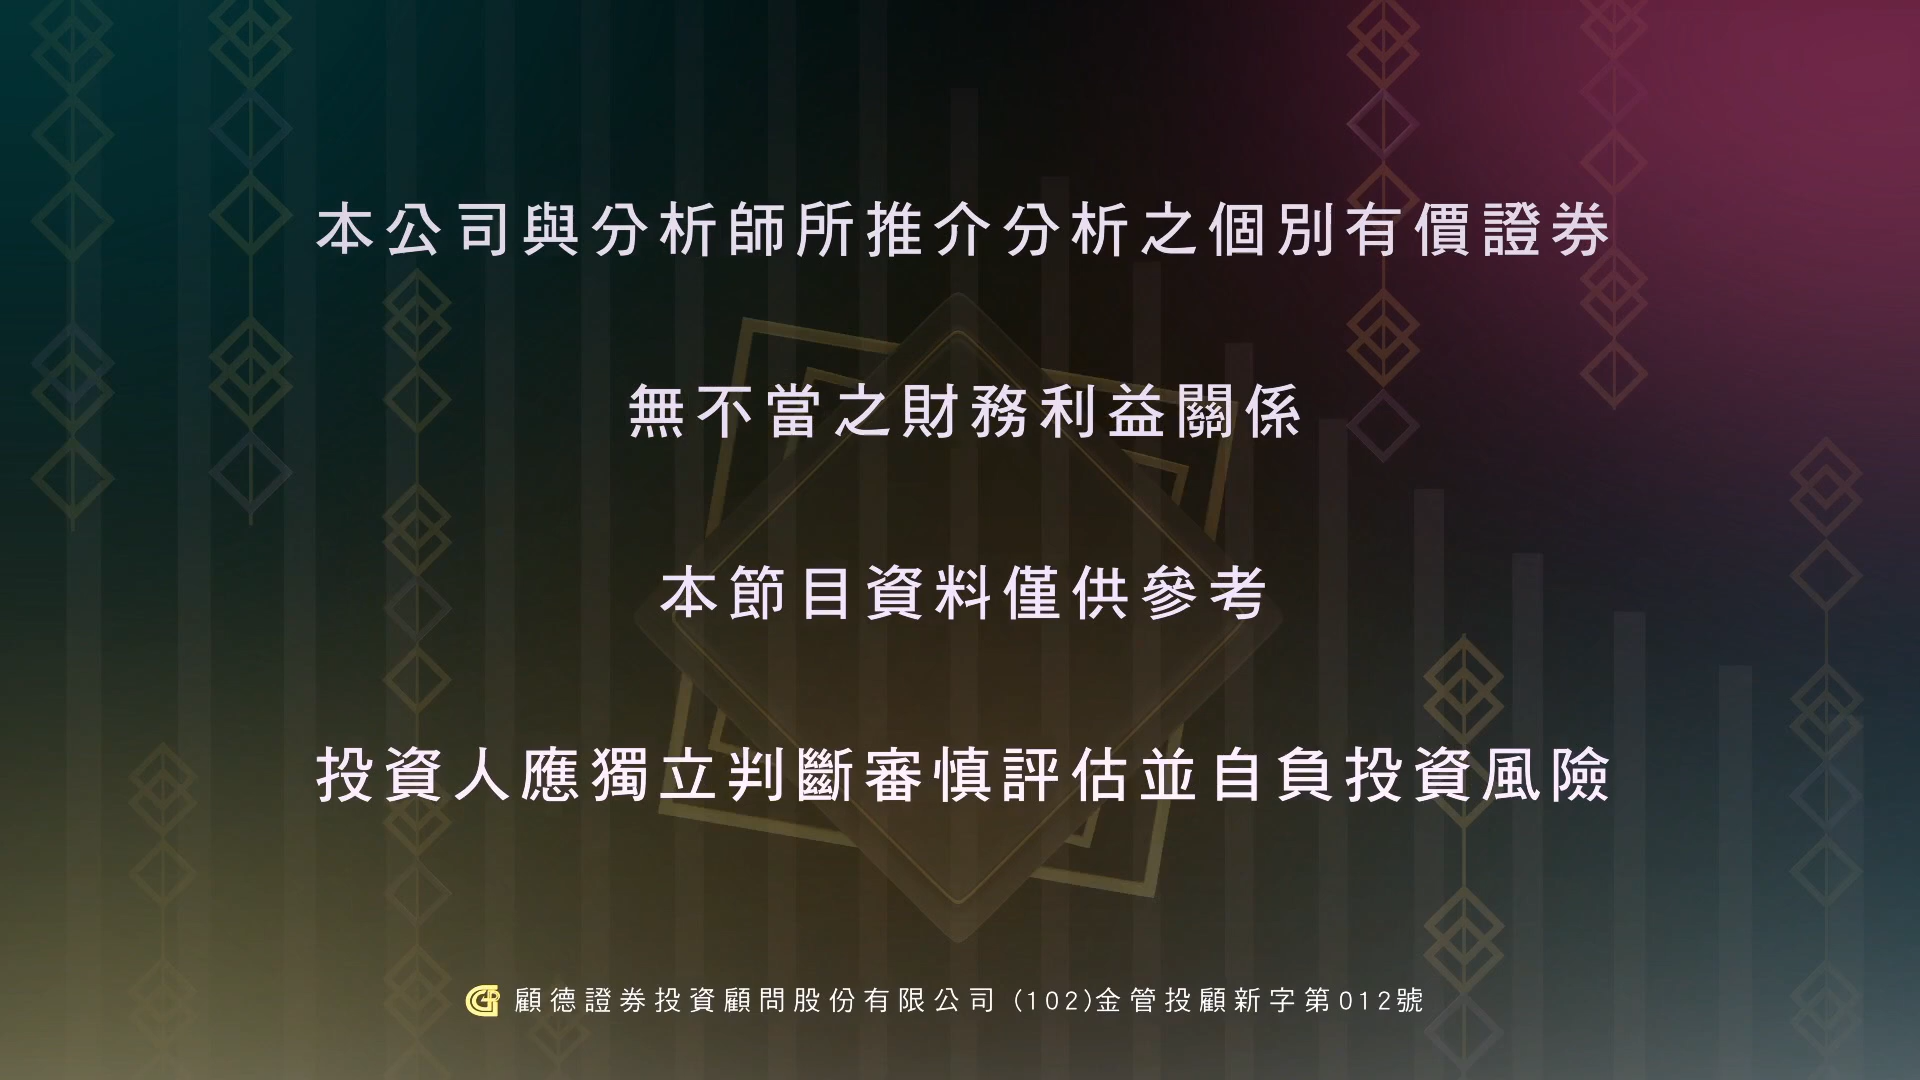 本公司與分析師所推介分析之個別有價證券
無不當之財務利益關係
本節目資料僅供參考
投資人應獨立判斷審慎評估並自負投資風險
顧德證券投資顧問股份有限公司 (102)金管投顧新字第012號